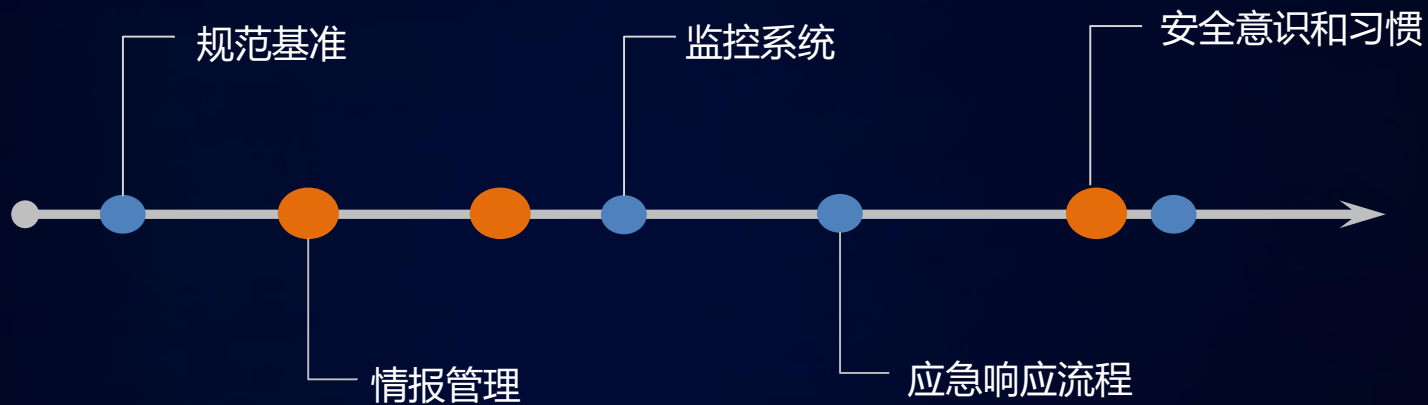 规范基准
监控系统
安全意识和习惯
情报管理
应急响应流程